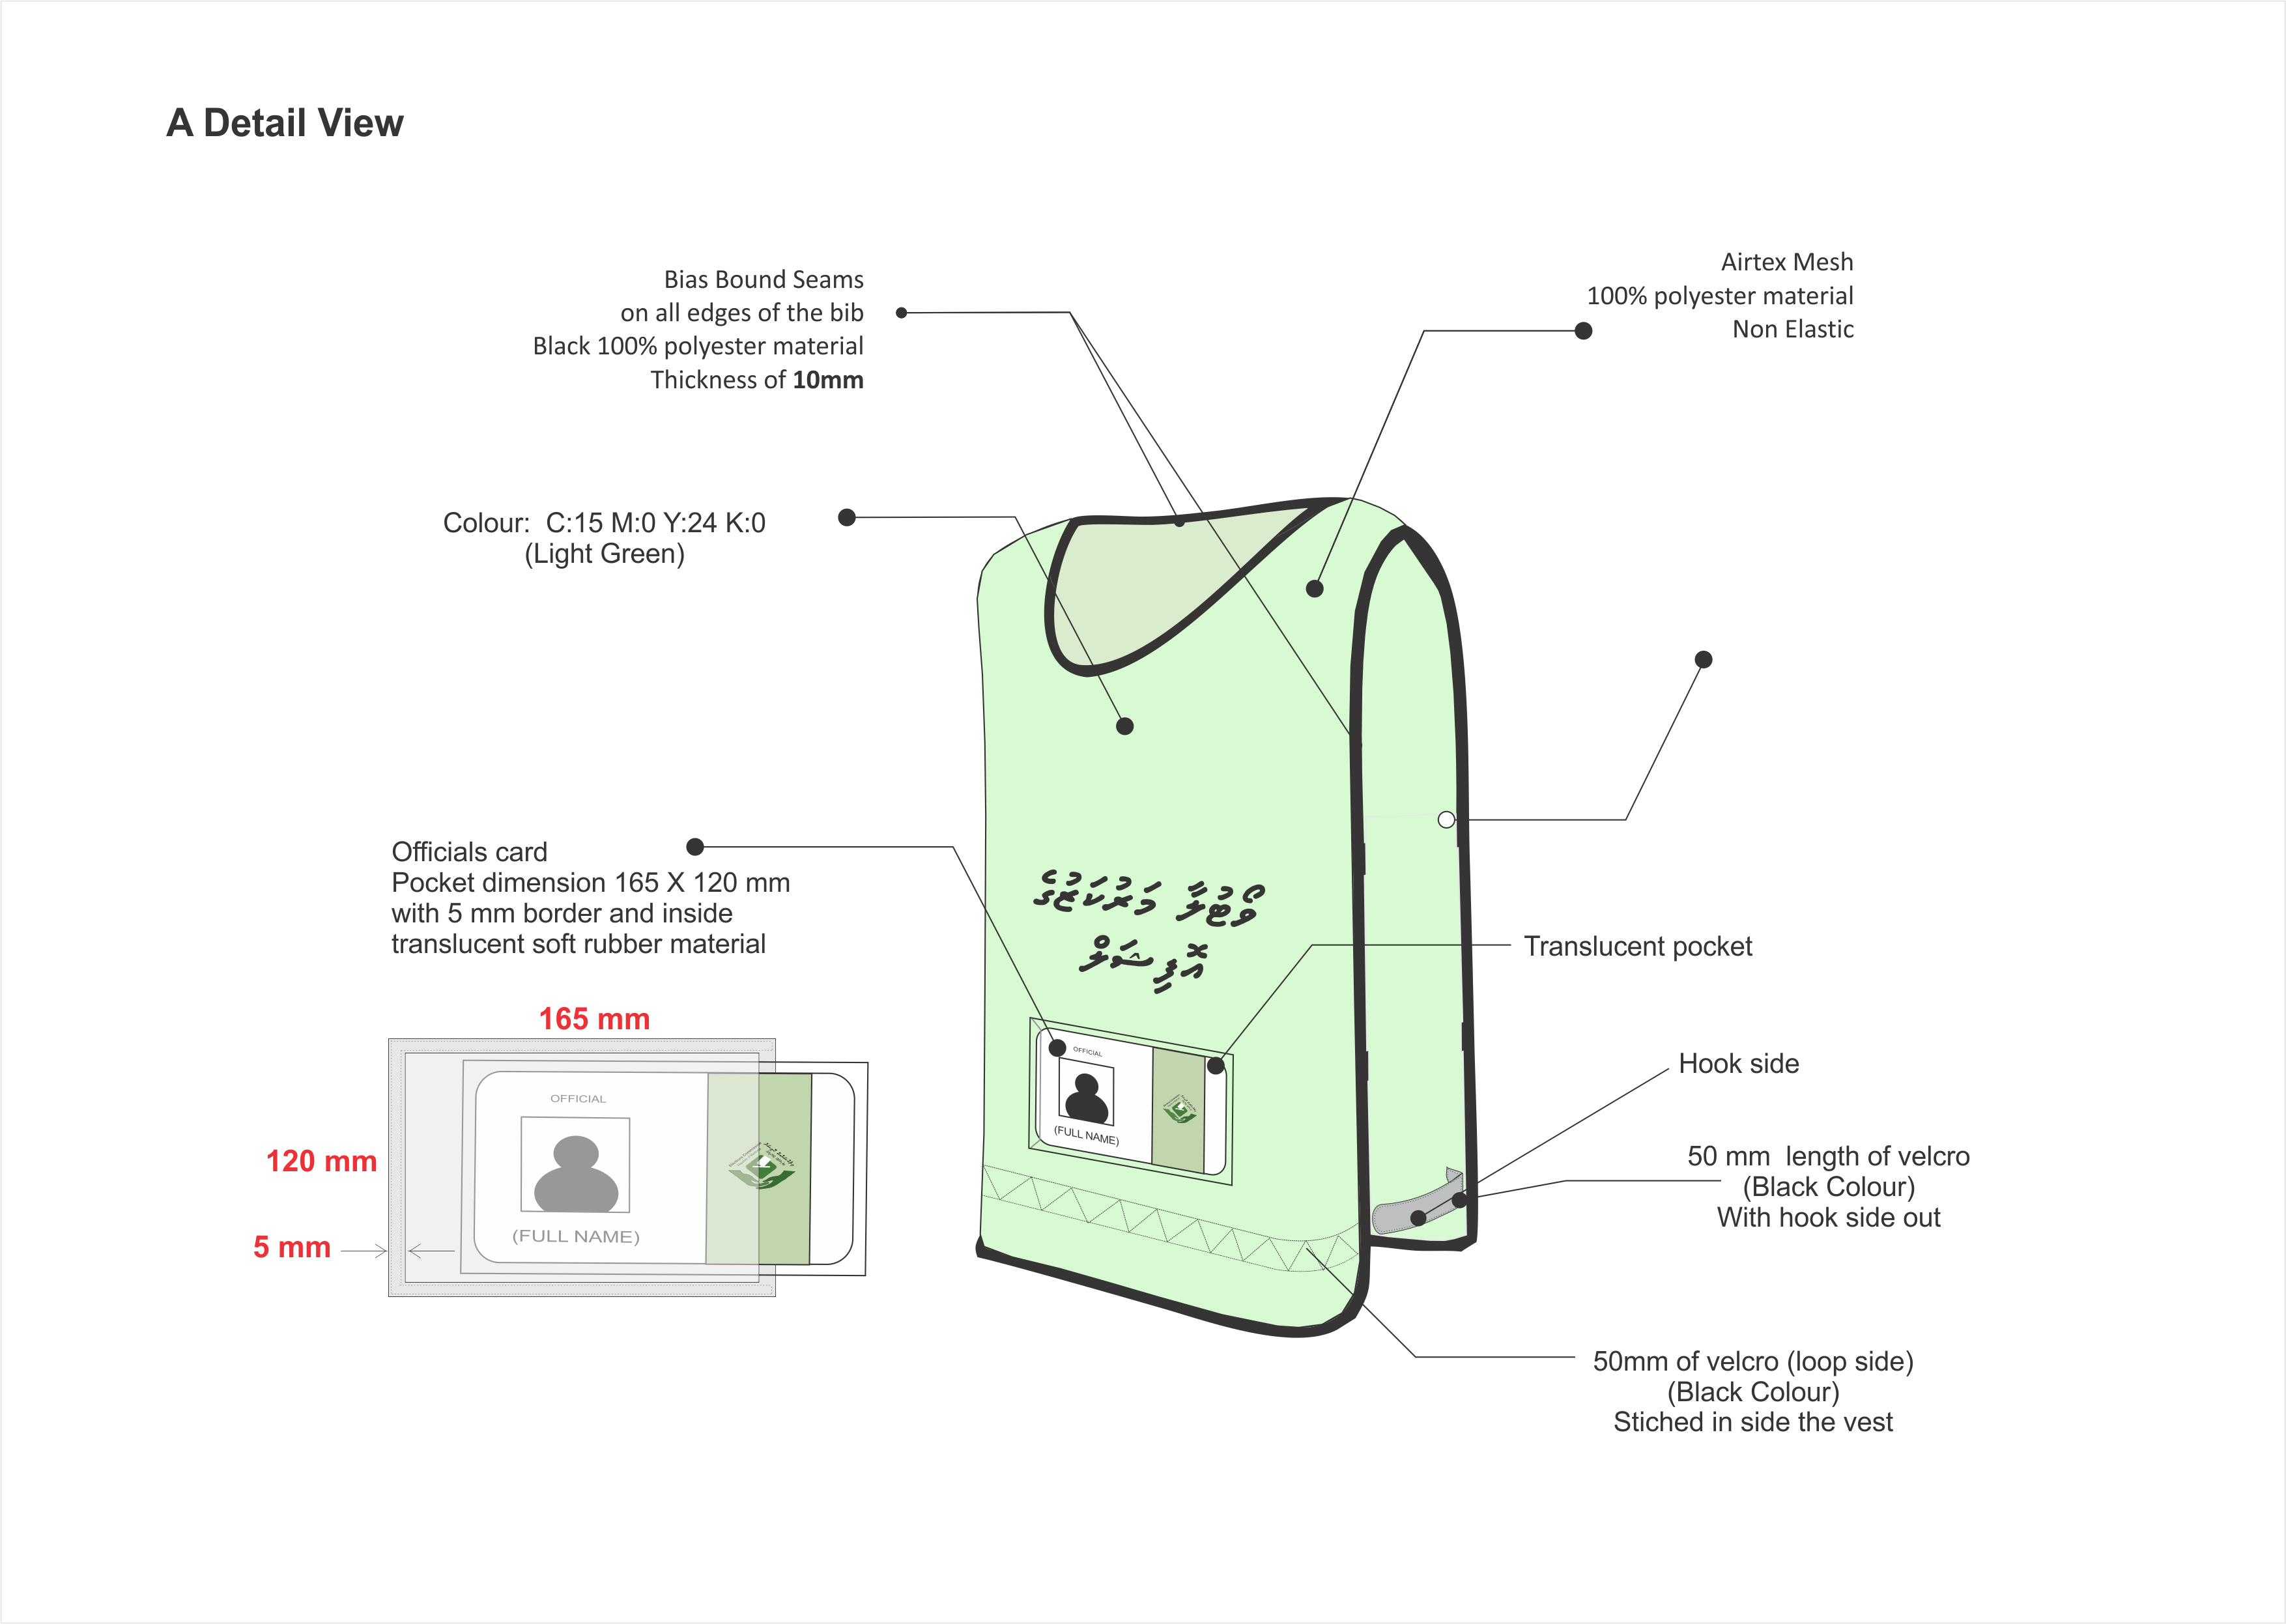 A Detail View
Bias Bound Seams
on all edges of the bib
Black 100% polyester material
Thickness of 10mm
Airtex Mesh
100% polyester material
Non Elastic
Colour:  C:15 M:0 Y:24 K:0
(Light Green)
Officials card
Pocket dimension 165 X 120 mm
with 5 mm border and inside
translucent soft rubber material
ވޯޓުލާ މަރުކަޒުގެ
އޮފިޝަލް
Translucent pocket
OFFICIAL
(FULL NAME)
165 mm
120 mm
5 mm
OFFICIAL
(FULL NAME)
Hook side
50 mm  length of velcro
(Black Colour)
With hook side out
50mm of velcro (loop side)
(Black Colour)
Stiched in side the vest